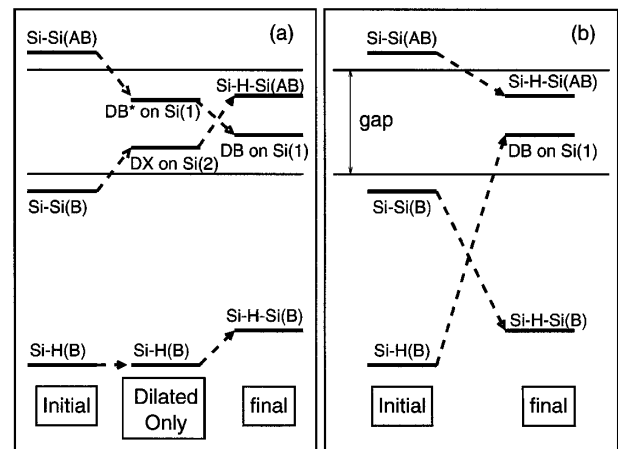 (a)
Si-Si(AB)
Si-H-Si(AB)
DB* on Si(1)
DB on Si(1)
DX on Si(2)
Si-Si(B)
Si-H-Si(B)
Si-H(B)
Si-H(B)
Initial
Dilated
Only
final
(b)
Si-Si(AB)
Si-H-Si(AB)
gap
DB on Si(1)
Si-Si(B)
Si-H-Si(B)
Si-H(B)
Initial
final